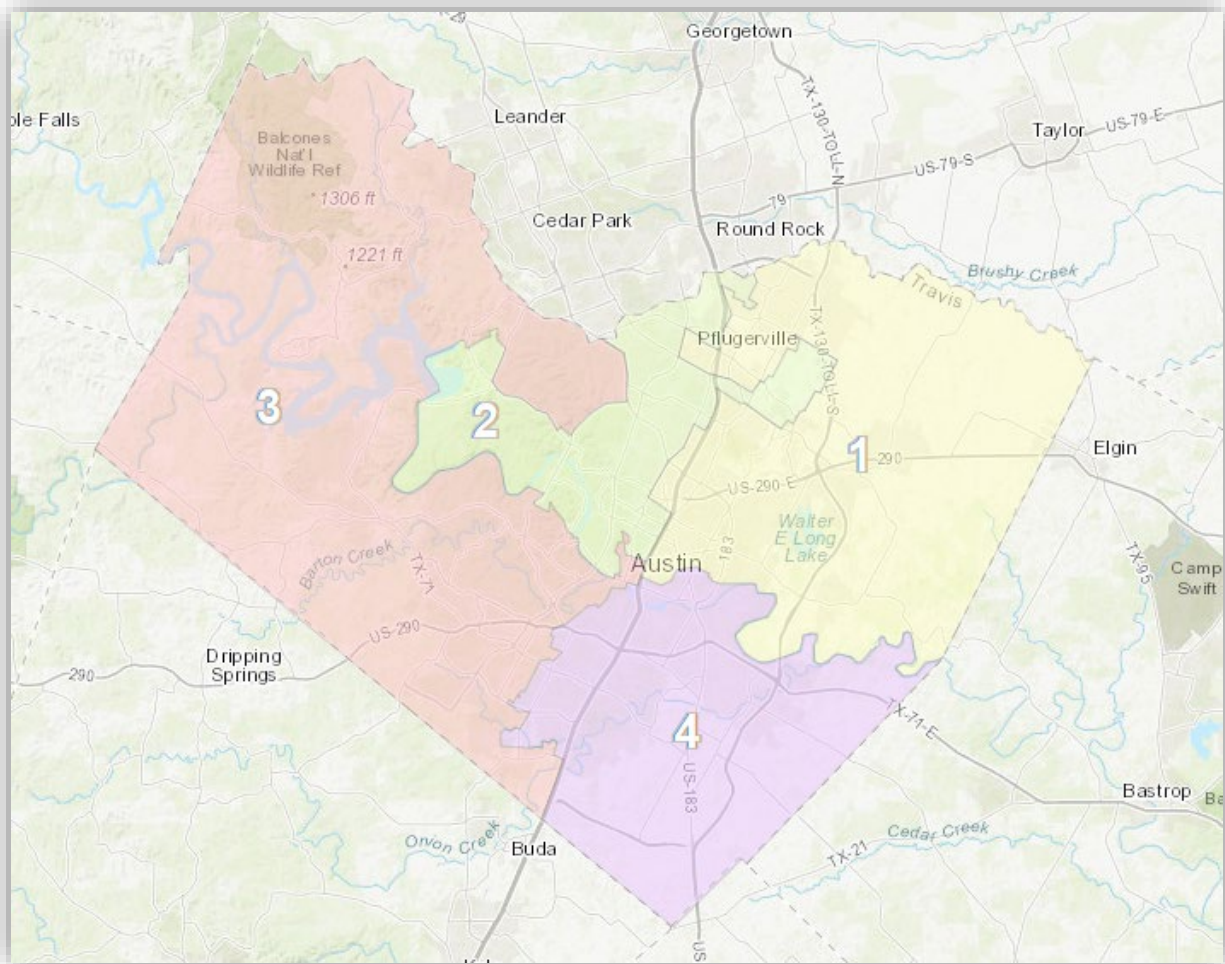 Georgetown
Leander
TX-130-TOLL-N
Taylor
US-79-E
ple Falls
Balcones
Nat'l
Wildlife Ref
US-79-S
1306 ft
79
Cedar Park
Round Rock
1221 ft
Brushy Creek
Travis
Pflugerville
TX-130-TOLL-S
3
2
1
290
Elgin
US-290-E
Walter
E Long
Lake
183
Barton Creek
TX-71
Austin
TX-95
Camp
Swift
US-290
Dripping
Springs
290
4
TX-71-E
US-183
Bastrop
Ba
Onion Creek
Buda
Cedar Creek
TX-21
US